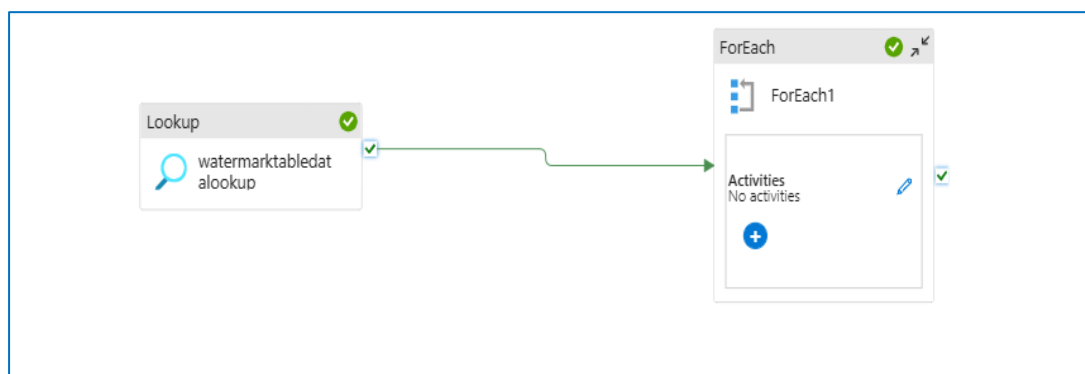 Lookup
watermarktabledat
alookup
ForEach
ForEach1
Activities
No activities